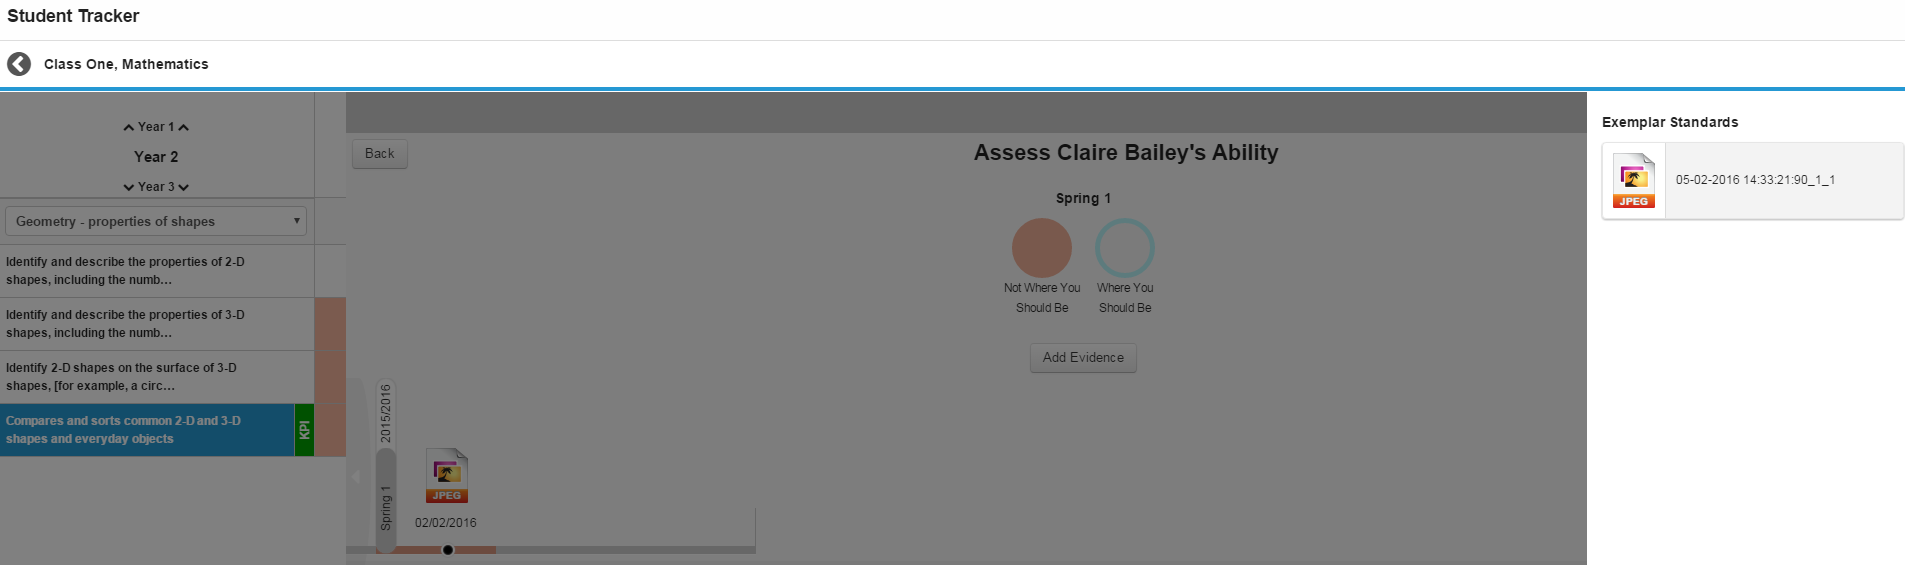 Student Tracker
Class One, Mathematics
Year 1
Year 2
Year 3
Geometry - properties of shapes
Identify and describe the properties of 2-D
shapes, including the numb...
Identify and describe the properties of 3-D
shapes, including the numb...
Identify 2-D shapes on the surface of 3-D
shapes, [for example, a circ...
Compares and sorts common 2-D and 3-D
shapes and everyday objects
KPI
Back
Assess Claire Bailey's Ability
Spring 1
Not Where You
Should Be
Where You
Should Be
Add Evidence
2015/2016
Spring 1
JPEG
02/02/2016
Exemplar Standards
JPEG
05-02-2016 14:33:21:90_1_1